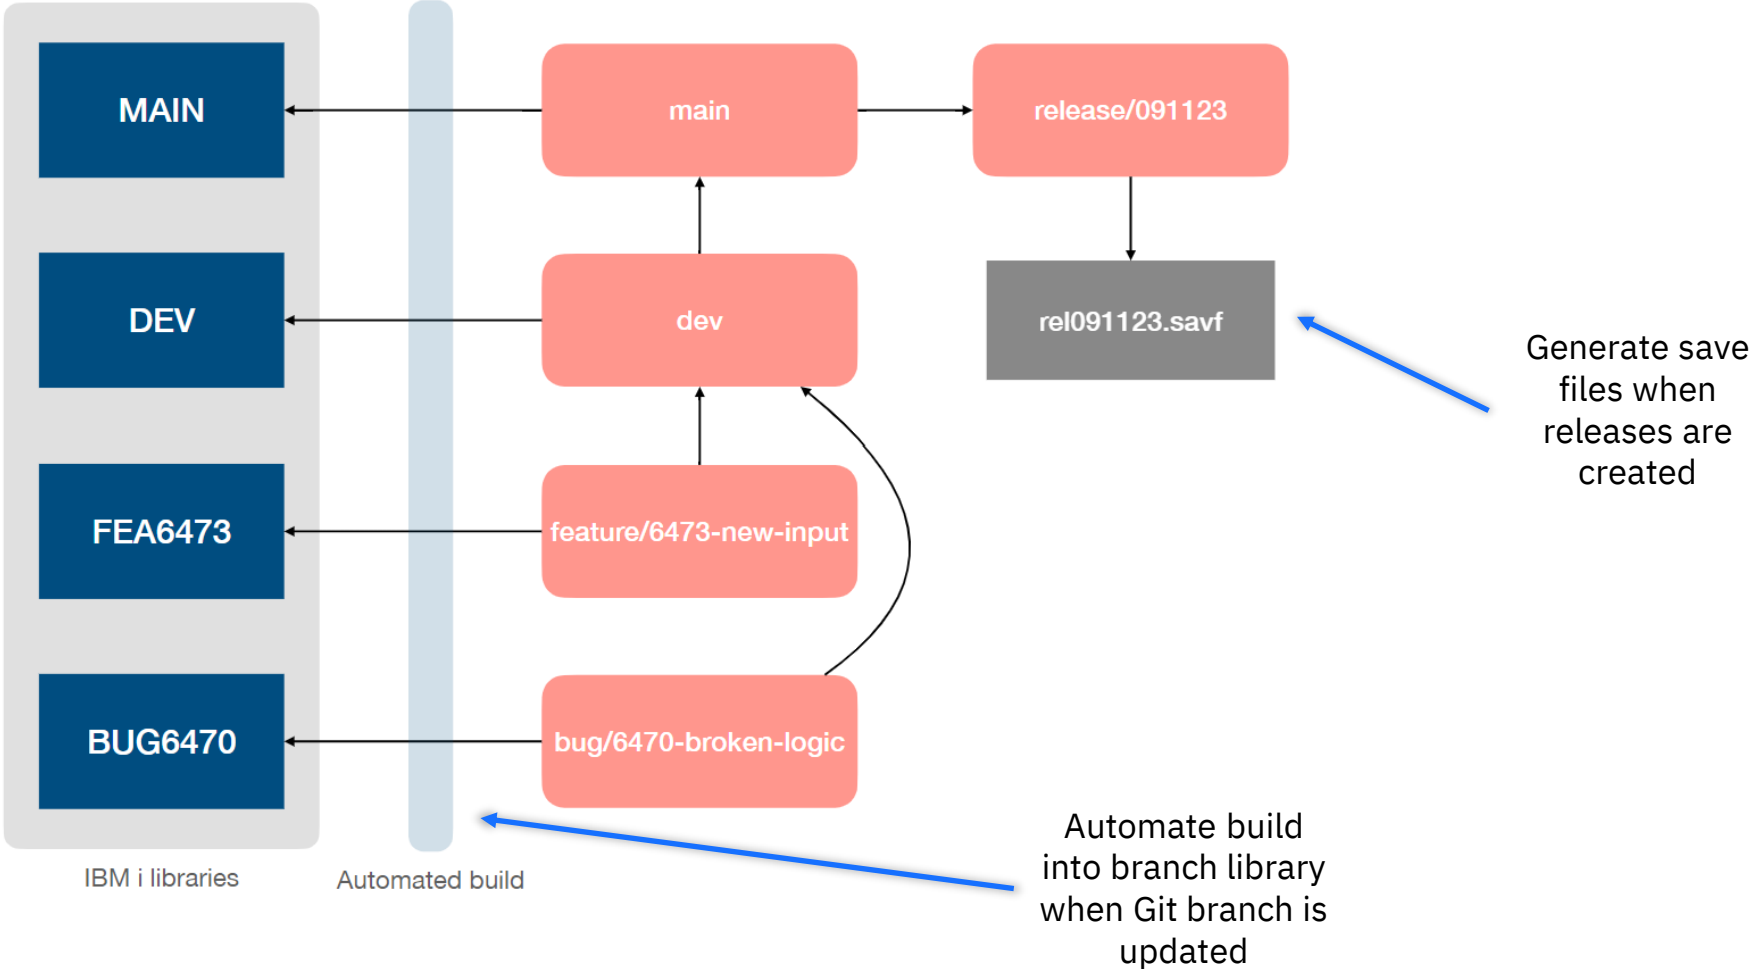 MAIN
main
release/091123
DEV
dev
rel091123.savf
Generate save
files when
releases are
created
FEA6473
feature/6473-new-input
BUG6470
bug/6470-broken-logic
IBM i libraries
Automated build
Automate build
into branch library
when Git branch is
updated